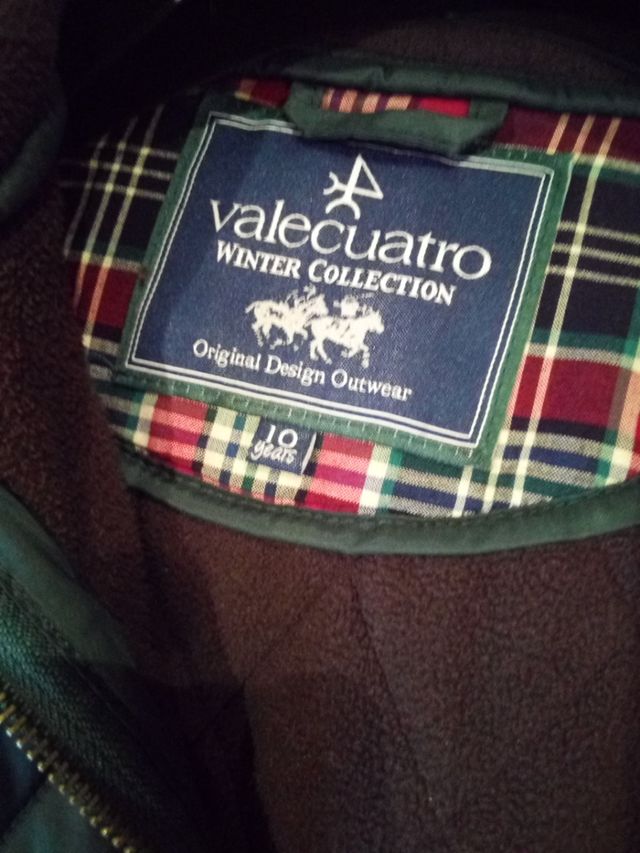 valecuatro
WINTER COLLECTION
Original Design Outwear
10
years